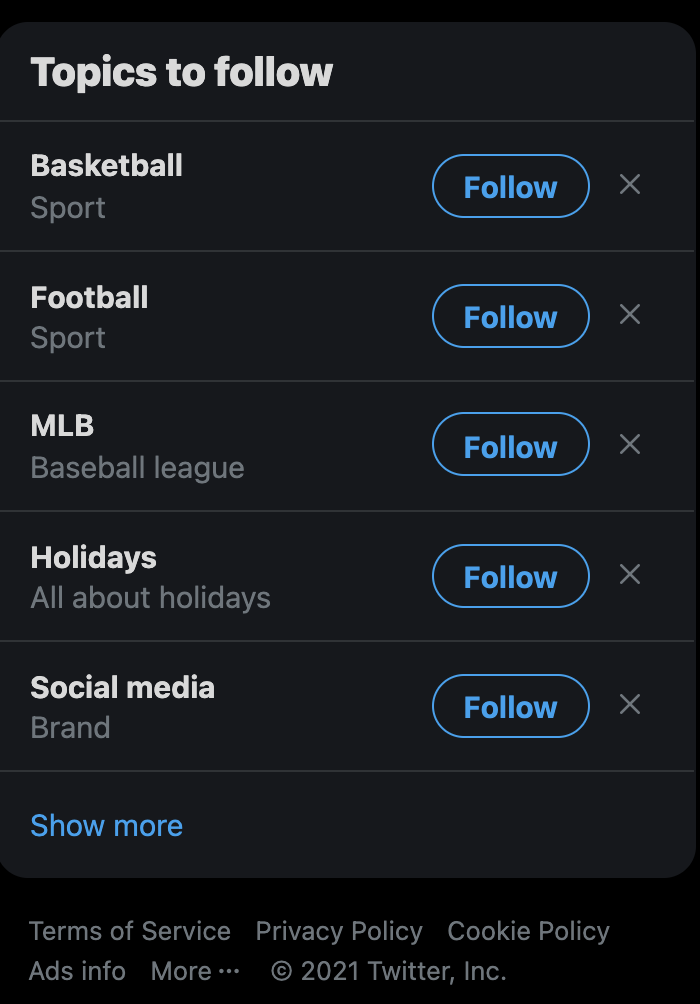 Topics to follow
Basketball
Sport
Follow
Football
Sport
Follow
MLB
Baseball league
Follow
Holidays
All about holidays
Follow
Social media
Brand
Follow
Show more
Terms of Service Privacy Policy Cookie Policy
Ads info More ··· © 2021 Twitter, Inc.